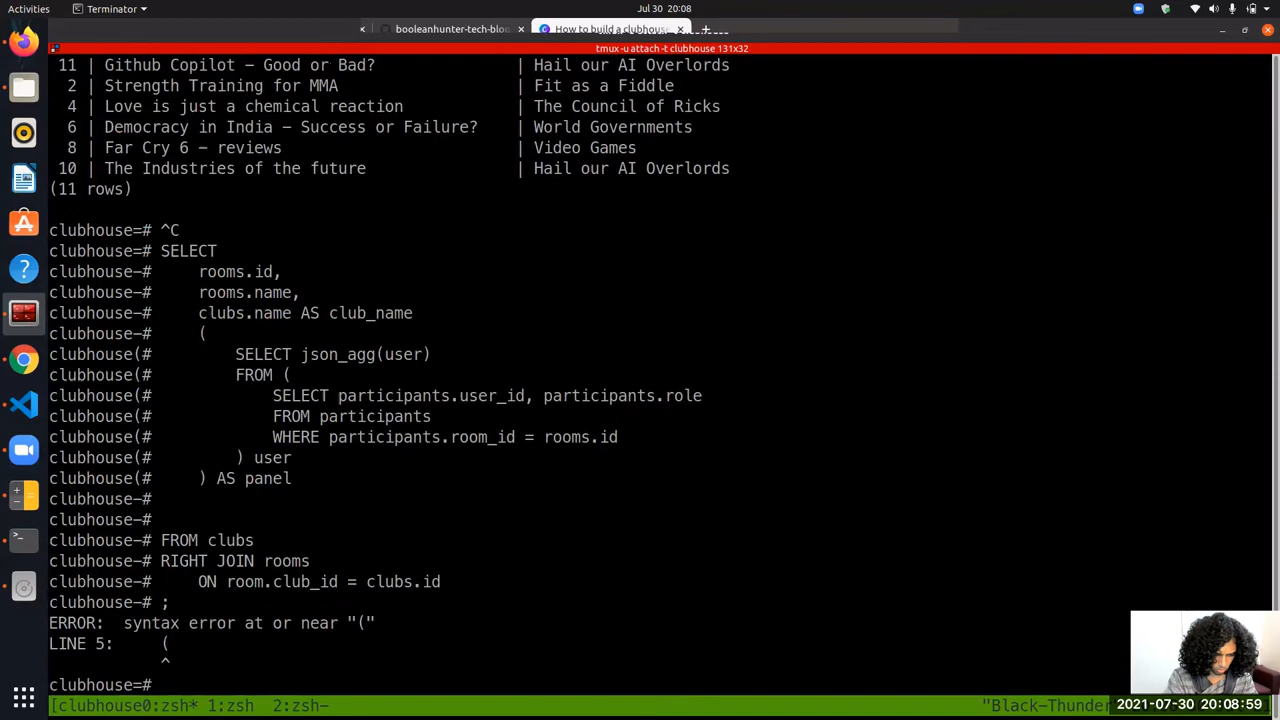 Activities Terminator Jul 30 20:08
booleanhunter-tech-blo How to build a clubhouse
tmux -u attach -t clubhouse 131x32
11 | Github Copilot – Good or Bad? | Hail our AI Overlords
2 | Strength Training for MMA | Fit as a Fiddle
4 | Love is just a chemical reaction | The Council of Ricks
6 | Democracy in India – Success or Failure? | World Governments
8 | Far Cry 6 – reviews | Video Games
10 | The Industries of the future | Hail our AI Overlords
(11 rows)
clubhouse=# ^C
clubhouse=# SELECT
clubhouse-# rooms.id,
clubhouse-# rooms.name,
clubhouse-# clubs.name AS club_name
clubhouse-# (
clubhouse(# SELECT json_agg(user)
clubhouse(# FROM (
clubhouse(# SELECT participants.user_id, participants.role
clubhouse(# FROM participants
clubhouse(# WHERE participants.room_id = rooms.id
clubhouse(# ) user
clubhouse(# ) AS panel
clubhouse-#
clubhouse-#
clubhouse-# FROM clubs
clubhouse-# RIGHT JOIN rooms
clubhouse-# ON room.club_id = clubs.id
clubhouse-# ;
ERROR: syntax error at or near "("
LINE 5: (
^
clubhouse=#
[clubhouse0:zsh* 1:zsh 2:zsh- "Black-Thunder
2021-07-30 20:08:59